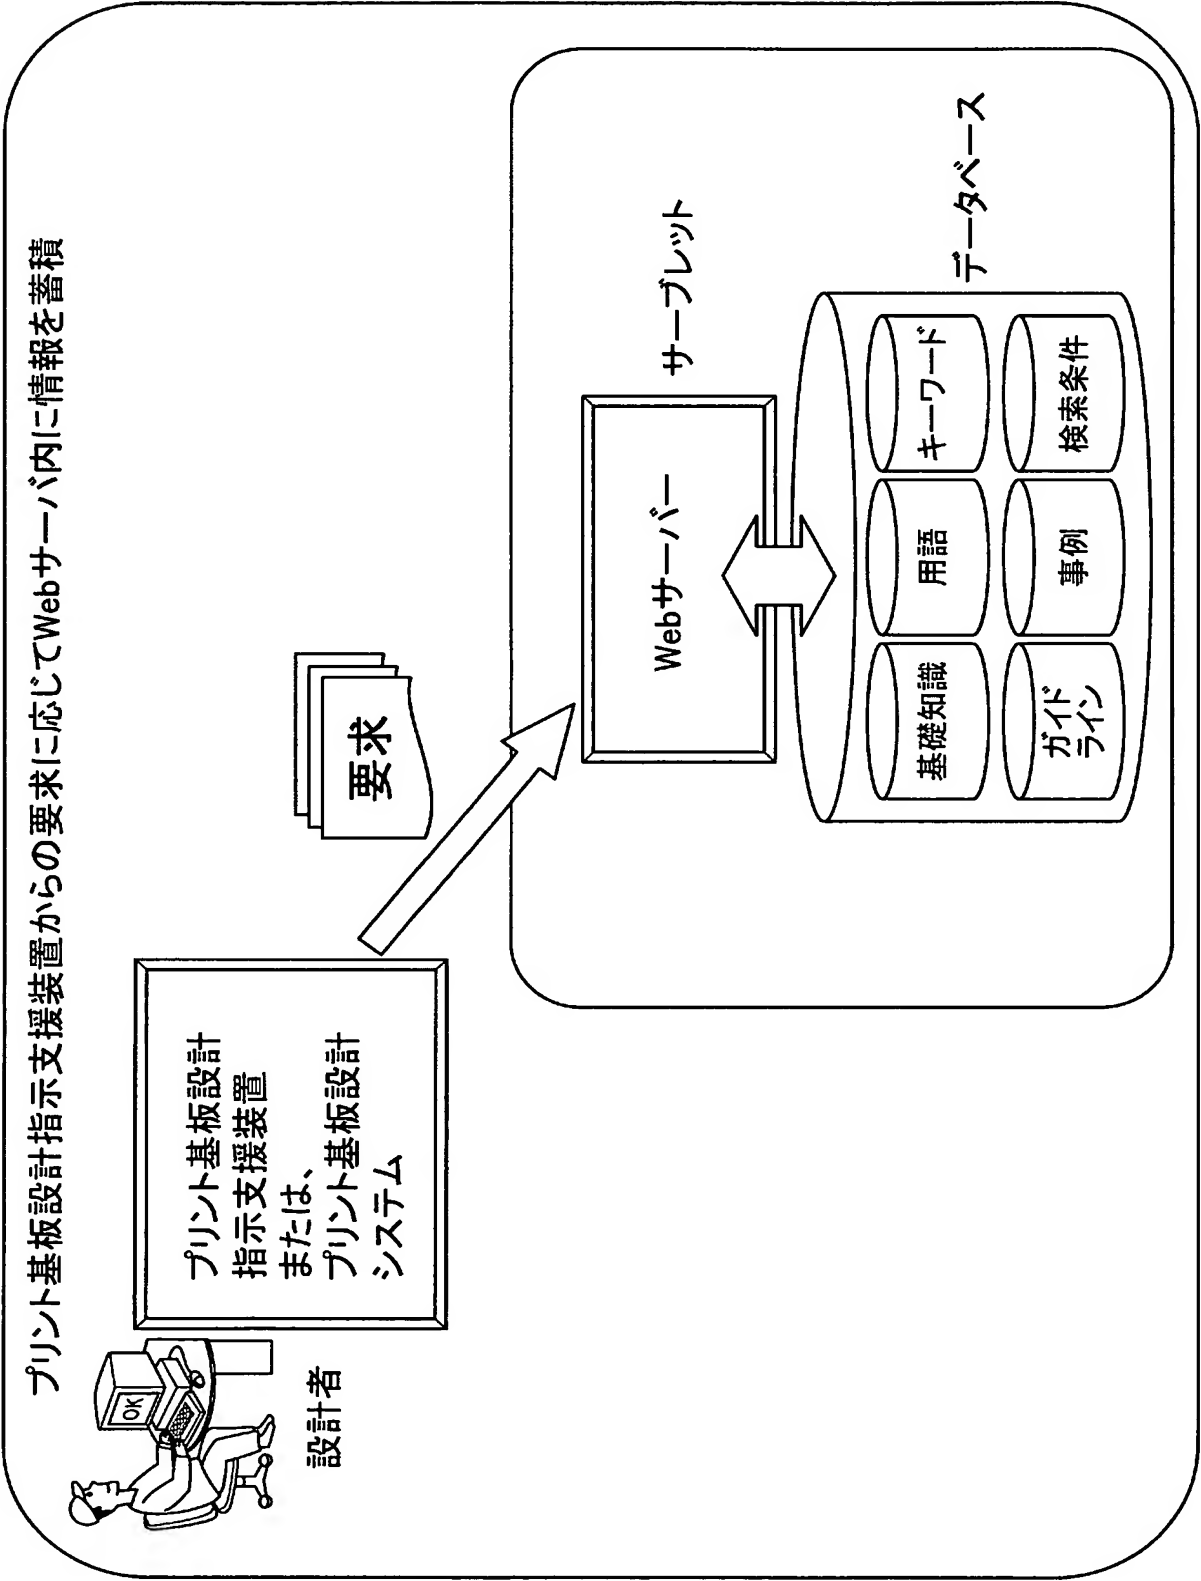 プリント基板設計指示支援装置からの要求に応じてWebサーバ内に情報を蓄積
OK
設計者
プリント基板設計
指示支援装置
または、
プリント基板設計
システム
要求
Webサーバー
サーブレット
データベース
基礎知識
用語
キーワード
ガイド
ライン
事例
検索条件